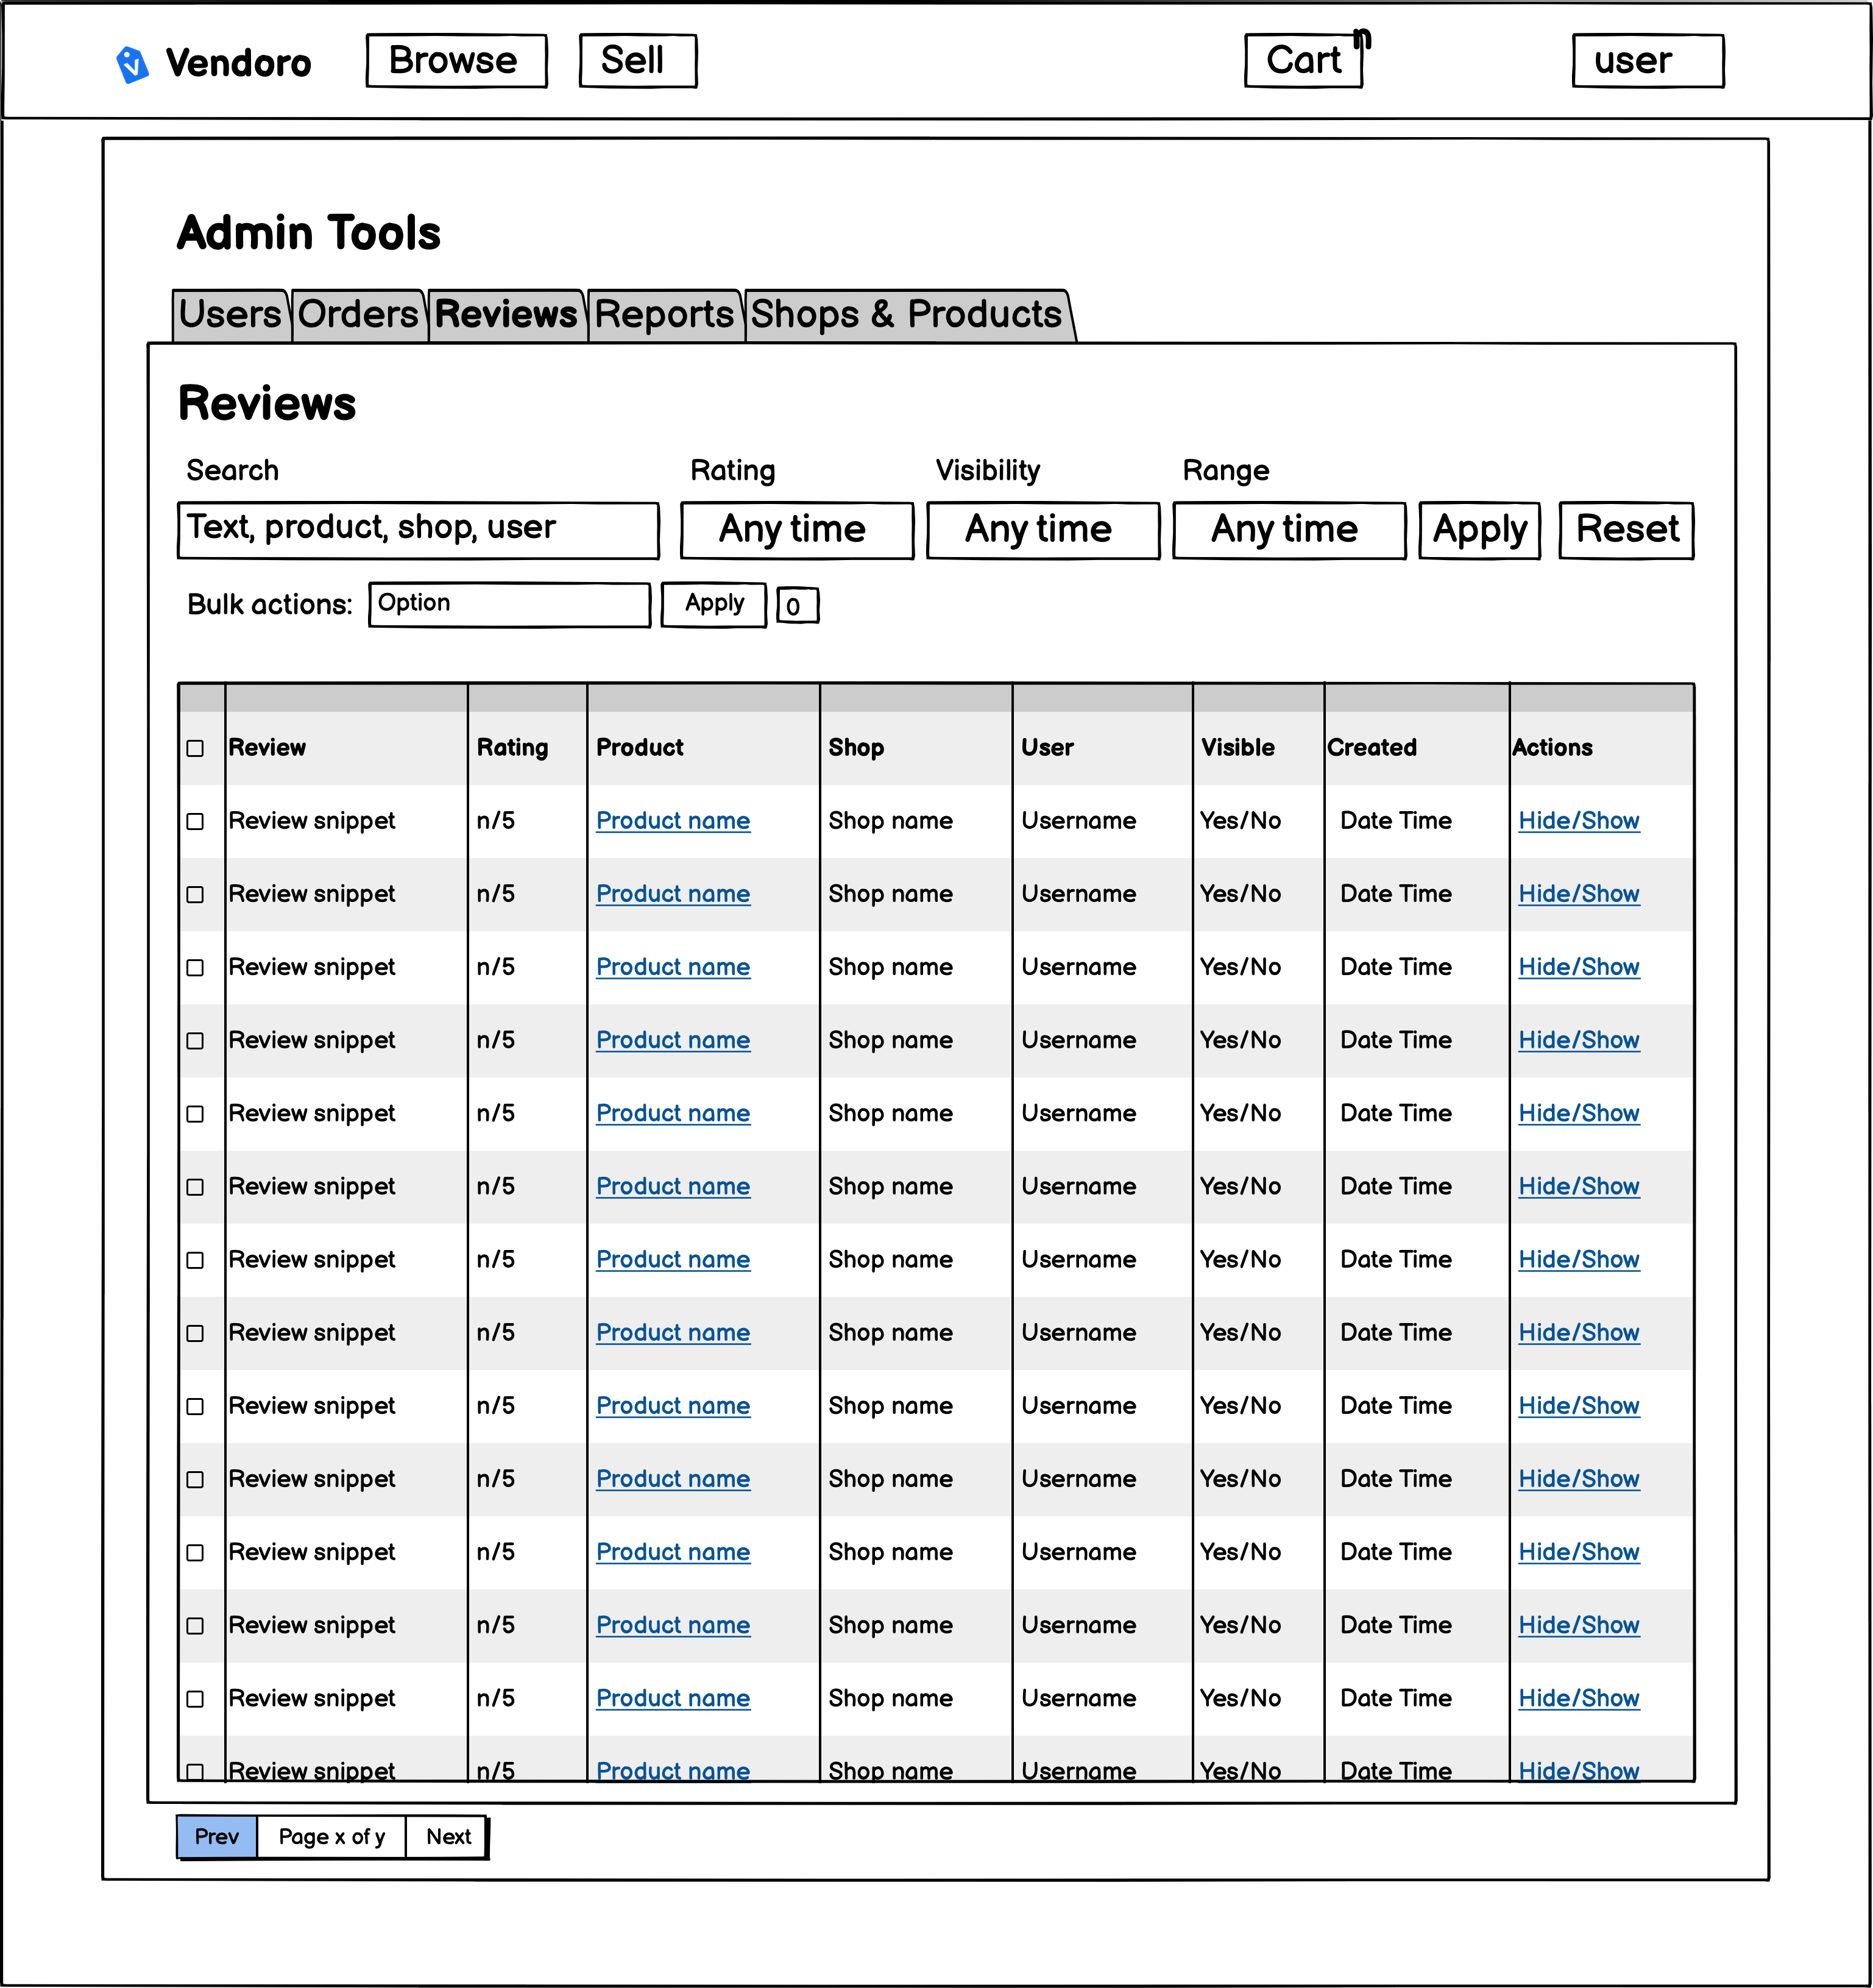 Vendoro Browse Sell Cart n user
Admin Tools
Users Orders Reviews Reports Shops & Products
Reviews
Search Rating Visibility Range
Text, product, shop, user Any time Any time Any time Apply Reset
Bulk actions: Option Apply 0
Review Rating Product Shop User Visible Created Actions
Review snippet n/5 Product name Shop name Username Yes/No Date Time Hide/Show
Review snippet n/5 Product name Shop name Username Yes/No Date Time Hide/Show
Review snippet n/5 Product name Shop name Username Yes/No Date Time Hide/Show
Review snippet n/5 Product name Shop name Username Yes/No Date Time Hide/Show
Review snippet n/5 Product name Shop name Username Yes/No Date Time Hide/Show
Review snippet n/5 Product name Shop name Username Yes/No Date Time Hide/Show
Review snippet n/5 Product name Shop name Username Yes/No Date Time Hide/Show
Review snippet n/5 Product name Shop name Username Yes/No Date Time Hide/Show
Review snippet n/5 Product name Shop name Username Yes/No Date Time Hide/Show
Review snippet n/5 Product name Shop name Username Yes/No Date Time Hide/Show
Review snippet n/5 Product name Shop name Username Yes/No Date Time Hide/Show
Review snippet n/5 Product name Shop name Username Yes/No Date Time Hide/Show
Review snippet n/5 Product name Shop name Username Yes/No Date Time Hide/Show
Review snippet n/5 Product name Shop name Username Yes/No Date Time Hide/Show
Prev Page x of y Next